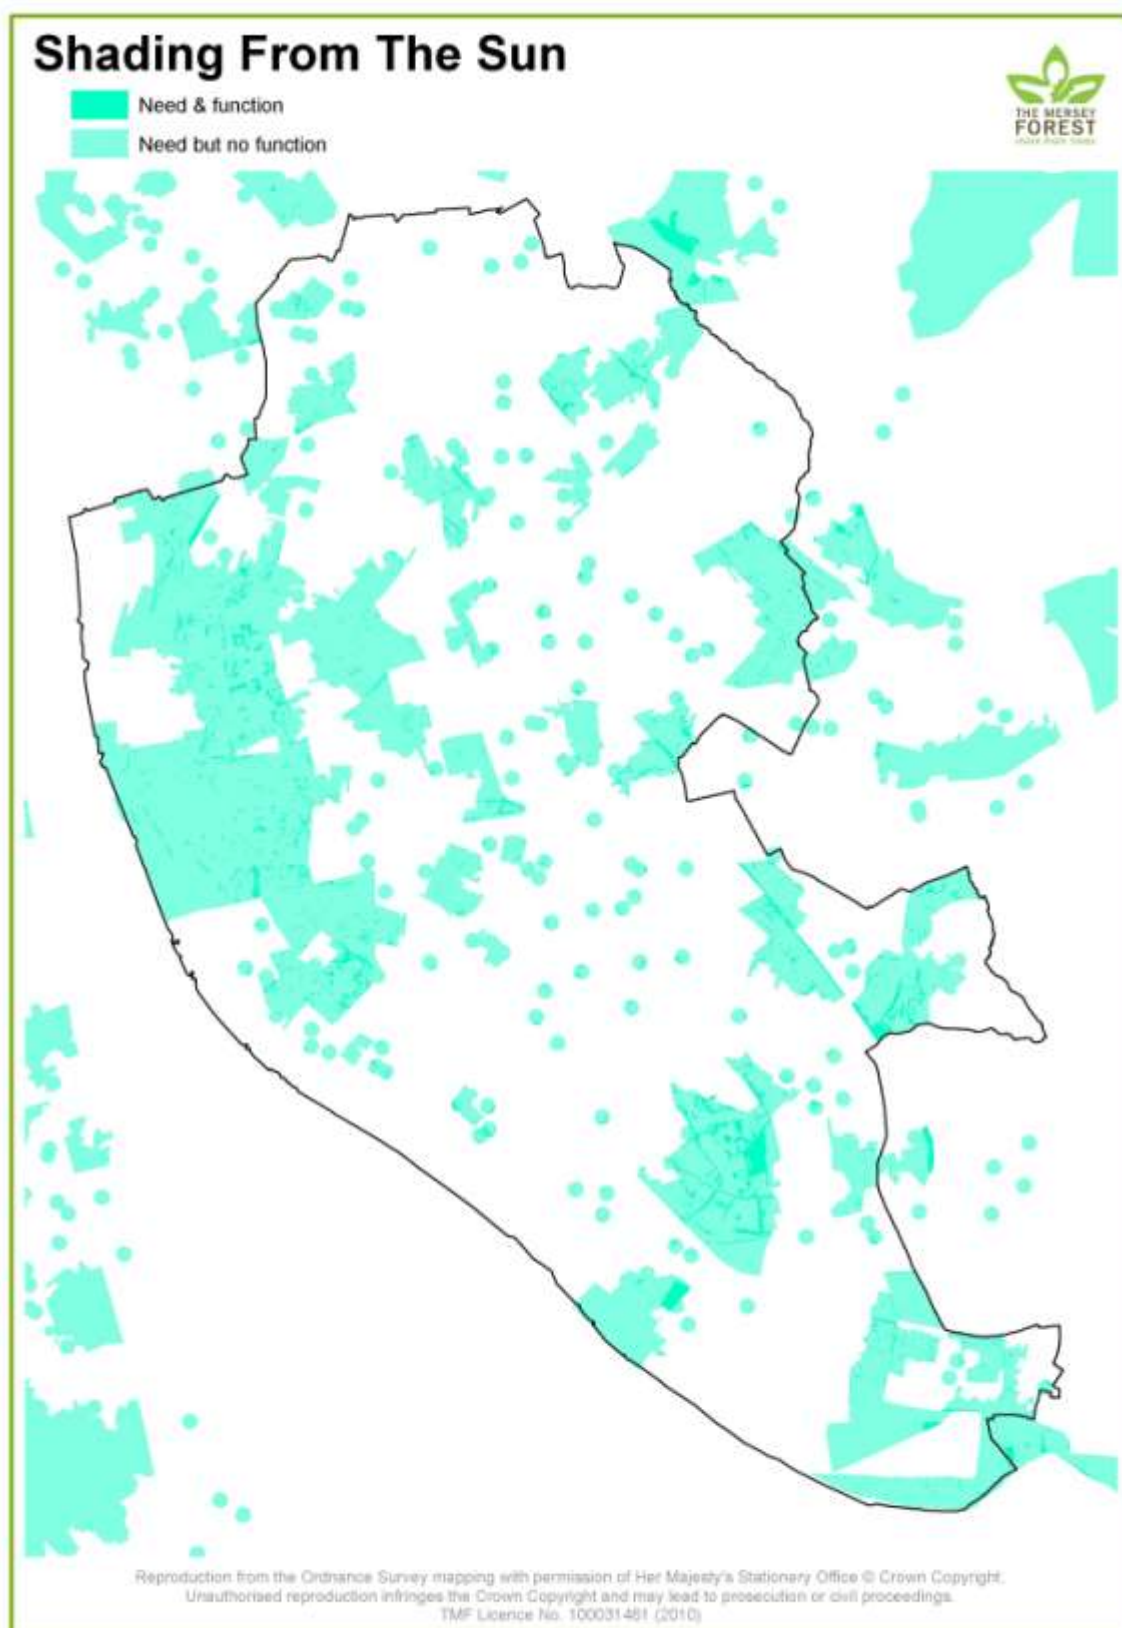 Shading From The Sun
Need & function
Need but no function
THE MERSEY
FOREST
Reproduction from the Ordnance Survey mapping with permission of Her Majesty's Stationery Office © Crown Copyright.
Unauthorised reproduction infringes the Crown Copyright and may lead to prosecution or civil proceedings.
TMF Licence No. 100031461 (2010)